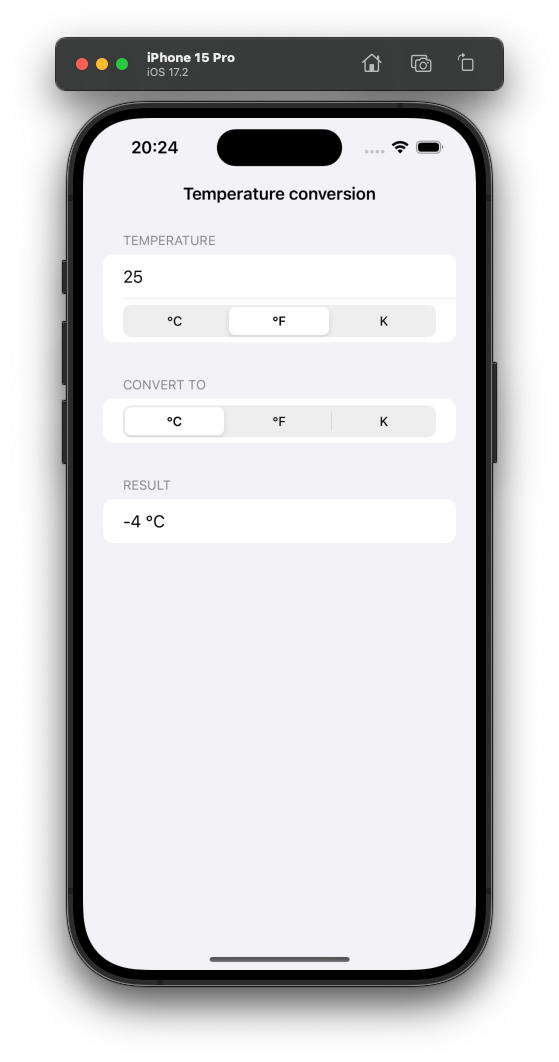 iPhone 15 Pro
iOS 17.2
20:24
Temperature conversion
TEMPERATURE
25
°C °F K
CONVERT TO
°C °F K
RESULT
-4 °C